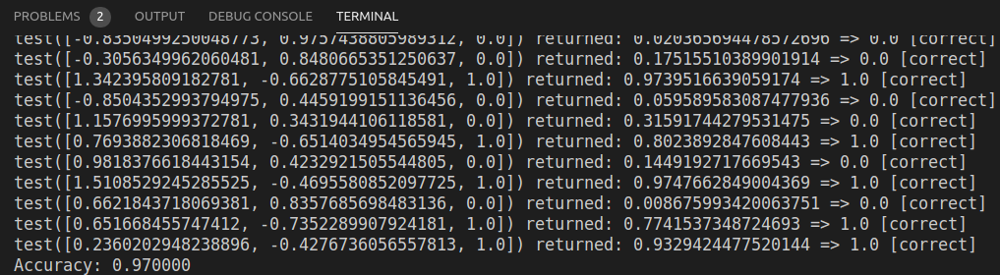 PROBLEMS 2 OUTPUT DEBUG CONSOLE TERMINAL
test([-0.8350499250048773, 0.9757438805989312, 0.0]) returned: 0.020365694478572696 => 0.0 [correct]
test([-0.3056349962060481, 0.8480665351250637, 0.0]) returned: 0.17515510389901914 => 0.0 [correct]
test([1.342395809182781, -0.6628775105845491, 1.0]) returned: 0.9739516639059174 => 1.0 [correct]
test([-0.8504352993794975, 0.4459199151136456, 0.0]) returned: 0.059589583087477936 => 0.0 [correct]
test([1.1576995999372781, 0.3431944106118581, 0.0]) returned: 0.31591744279531475 => 0.0 [correct]
test([0.7693882306818469, -0.6514034954565945, 1.0]) returned: 0.8023892847608443 => 1.0 [correct]
test([0.9818376618443154, 0.4232921505544805, 0.0]) returned: 0.1449192717669543 => 0.0 [correct]
test([1.5108529245285525, -0.46955808520977​25, 1.0]) returned: 0.9747662849004369 => 1.0 [correct]
test([0.6621843718069381, 0.8357685698483136, 0.0]) returned: 0.008675993420063751 => 0.0 [correct]
test([0.651668455747412, -0.7352289907924181, 1.0]) returned: 0.7741537348724693 => 1.0 [correct]
test([0.2360202948238896, -0.4276736056557813, 1.0]) returned: 0.9329424477520144 => 1.0 [correct]
Accuracy: 0.970000